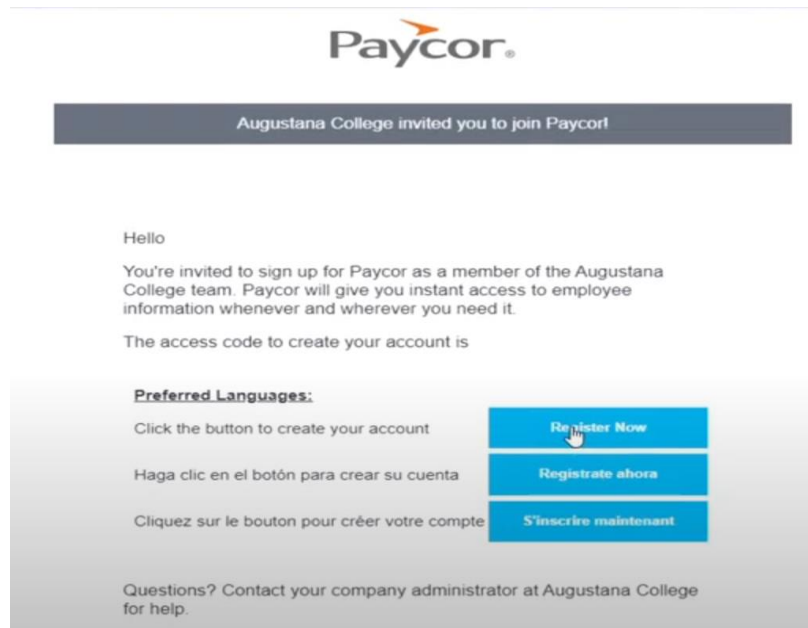 Paycor®
Augustana College invited you to join Paycor!
Hello
You're invited to sign up for Paycor as a member of the Augustana
College team. Paycor will give you instant access to employee
information whenever and wherever you need it.
The access code to create your account is
Preferred Languages:
Click the button to create your account
Register Now
Haga clic en el botón para crear su cuenta
Regístrate ahora
Cliquez sur le bouton pour créer votre compte
S'inscrire maintenant
Questions? Contact your company administrator at Augustana College
for help.